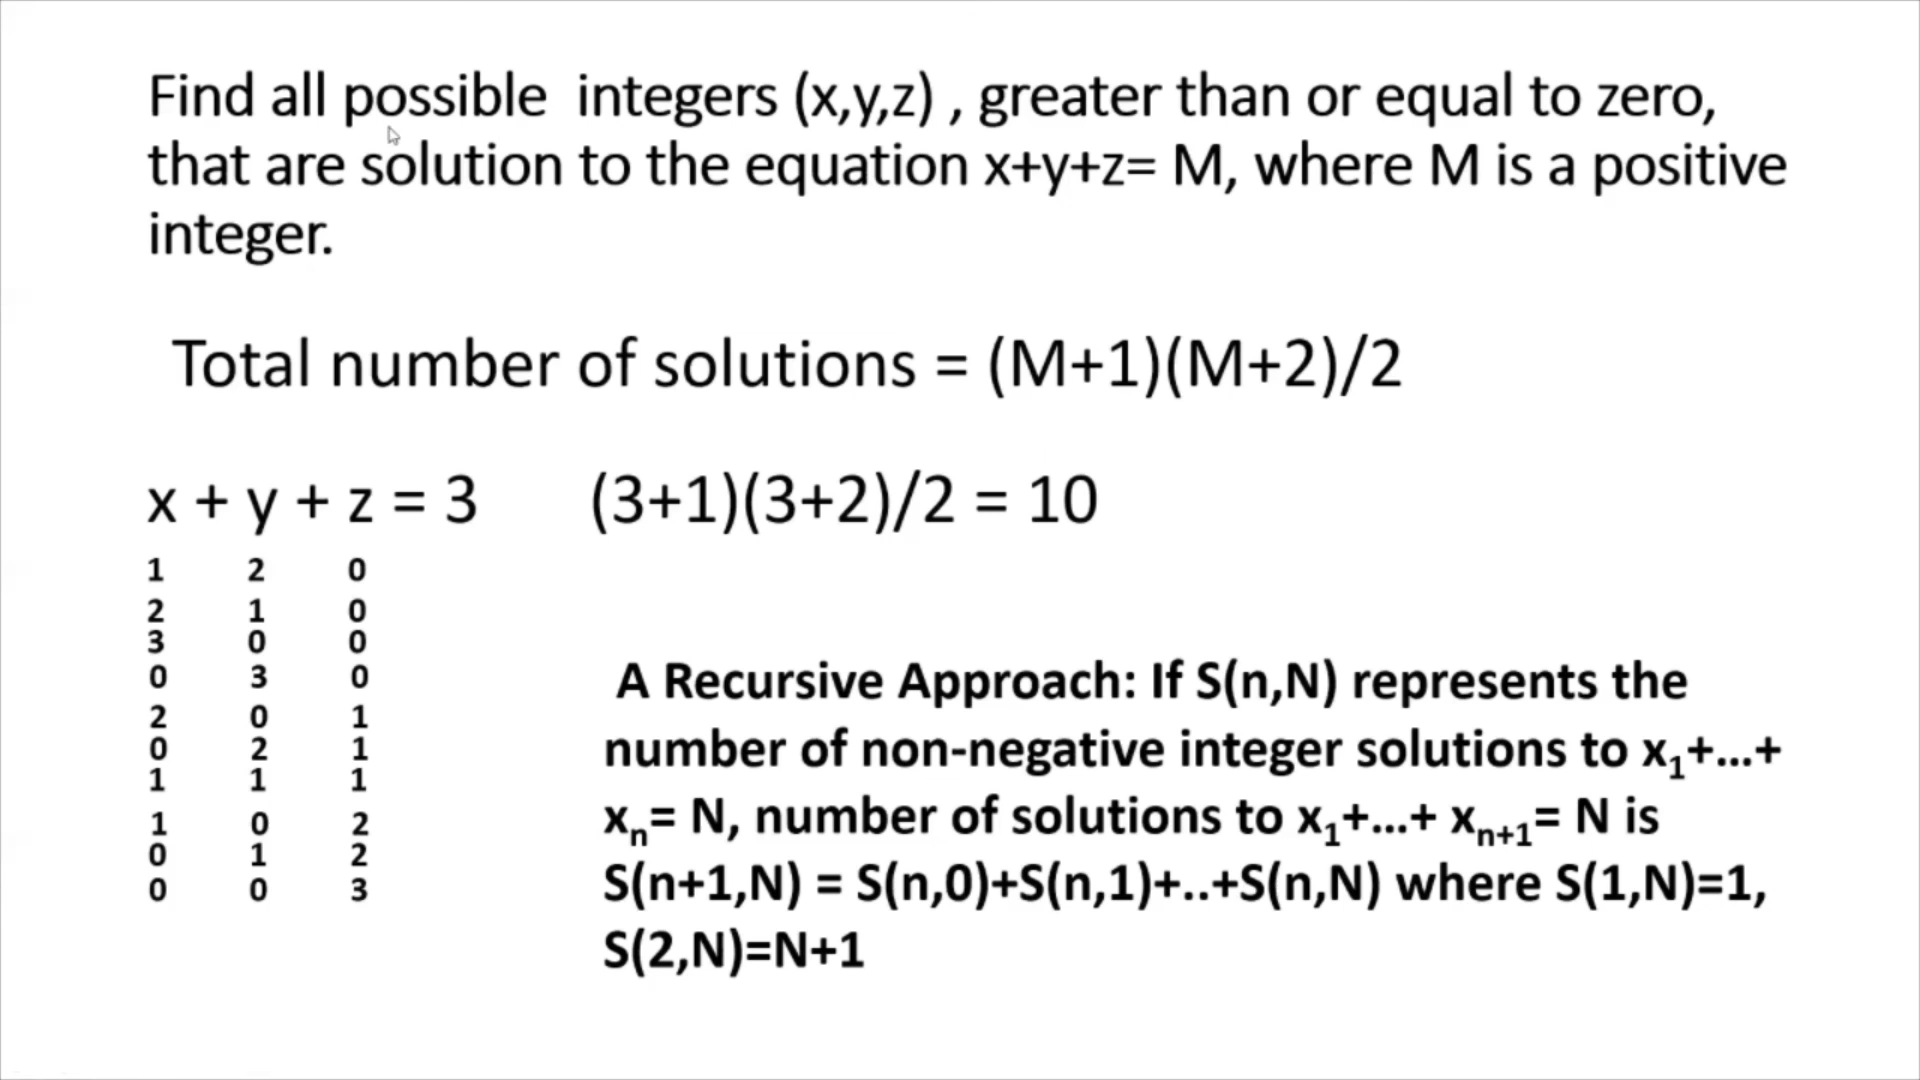 Find all possible integers (x,y,z) , greater than or equal to zero,
that are solution to the equation x+y+z= M, where M is a positive
integer.
Total number of solutions = (M+1)(M+2)/2
x + y + z = 3 (3+1)(3+2)/2 = 10
1 2 0
2 1 0
3 0 0
0 3 0
2 0 1
0 2 1
1 1 1
1 0 2
0 1 2
0 0 3
A Recursive Approach: If S(n,N) represents the
number of non-negative integer solutions to x₁+...+
xₙ= N, number of solutions to x₁+...+ xₙ₊₁= N is
S(n+1,N) = S(n,0)+S(n,1)+..+S(n,N) where S(1,N)=1,
S(2,N)=N+1